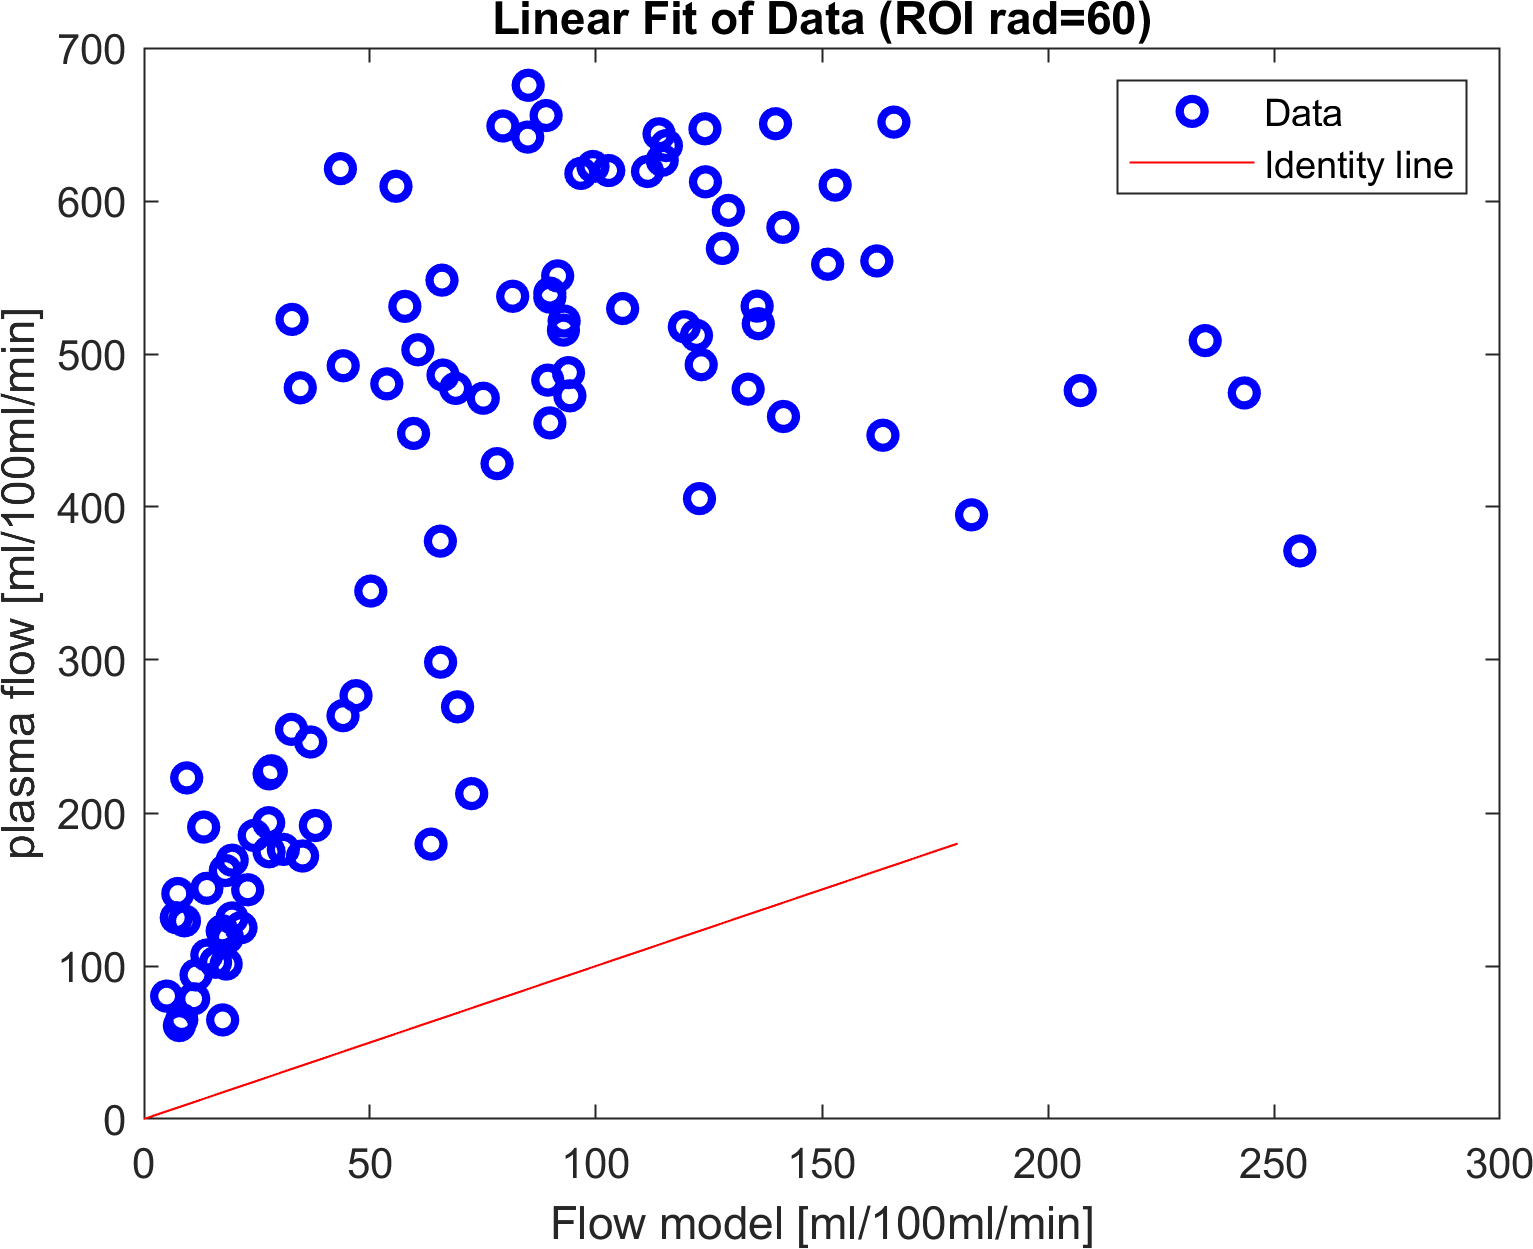 Linear Fit of Data (ROI rad=60)
700
600
500
400
300
200
100
0
plasma flow [ml/100ml/min]
Data
Identity line
0 50 100 150 200 250 300
Flow model [ml/100ml/min]